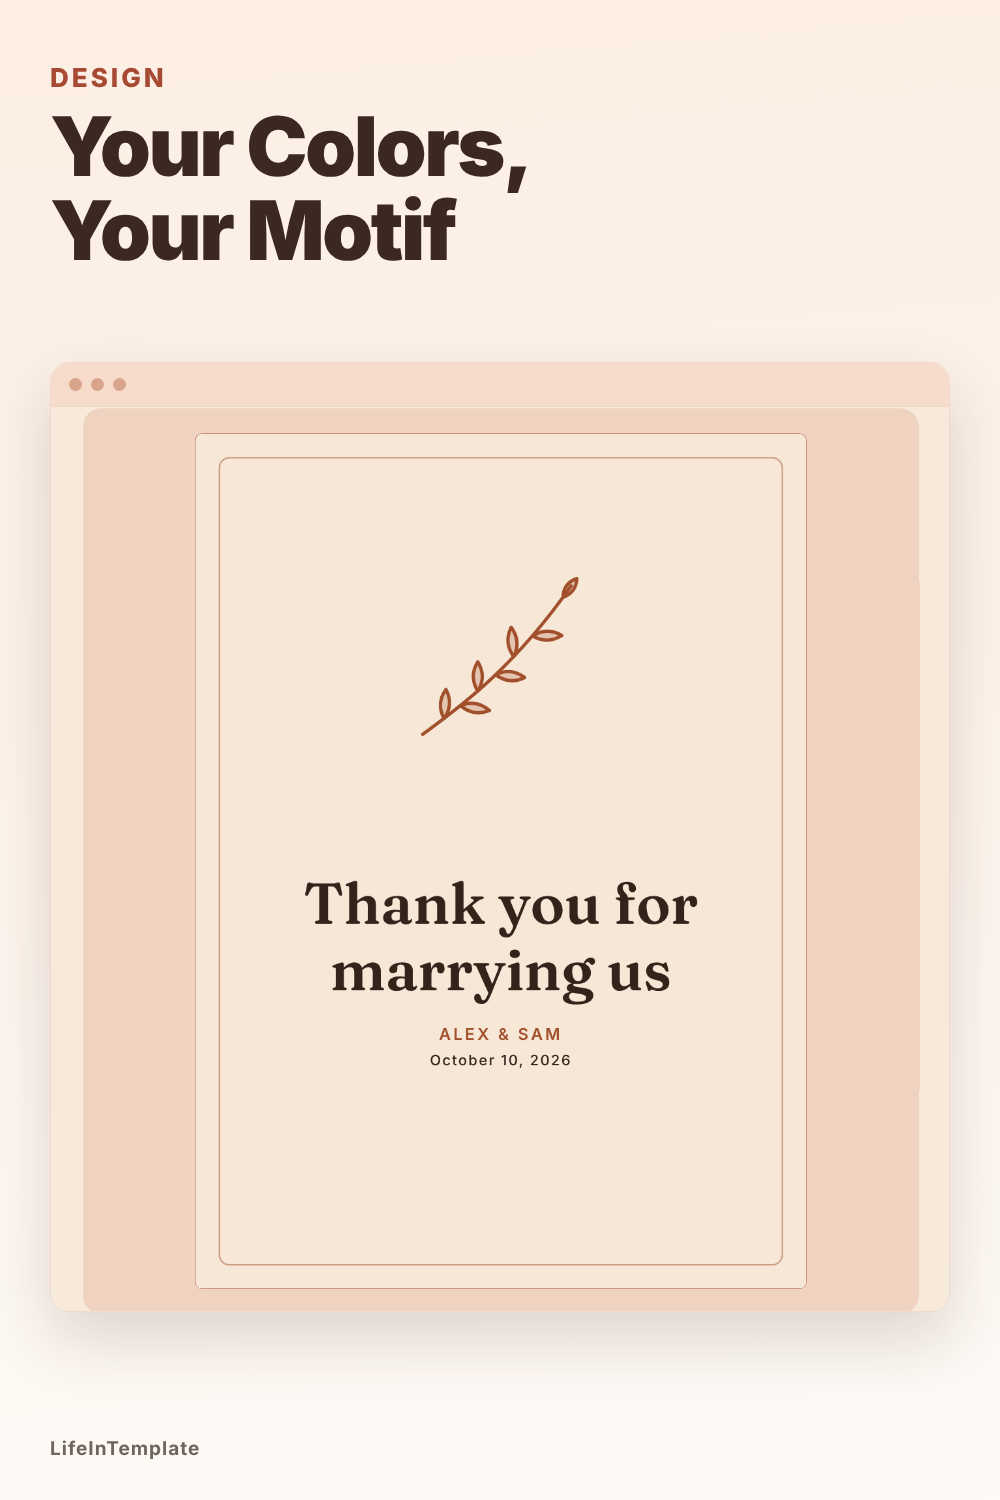 DESIGN
Your Colors,
Your Motif
Thank you for
marrying us
ALEX & SAM
October 10, 2026
LifeInTemplate